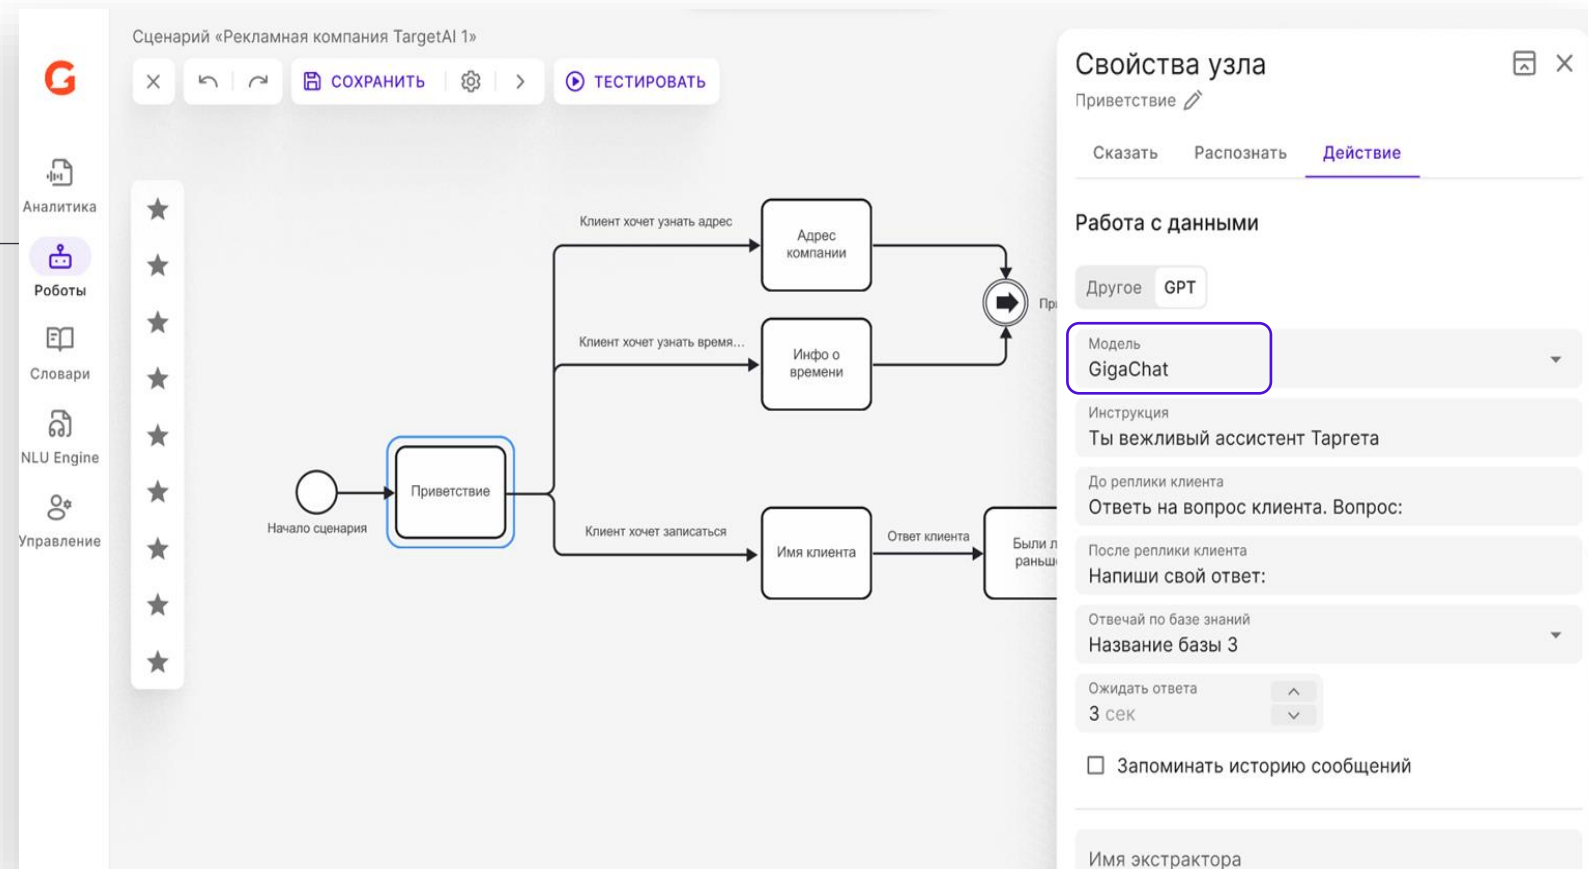 Сценарий «Рекламная компания TargetAI 1»
СОХРАНИТЬ
ТЕСТИРОВАТЬ
G
Аналитика
Роботы
Словари
NLU Engine
Управление
Клиент хочет узнать адрес
Адрес
компании
Клиент хочет узнать время...
Инфо о
времени
Начало сценария
Приветствие
Клиент хочет записаться
Имя клиента
Ответ клиента
Были
раньш
Свойства узла
Приветствие
Сказать
Распознать
Действие
Работа с данными
Другое
GPT
Модель
GigaChat
Инструкция
Ты вежливый ассистент Таргета
До реплики клиента
Ответь на вопрос клиента. Вопрос:
После реплики клиента
Напиши свой ответ:
Отвечай по базе знаний
Название базы 3
Ожидать ответа
3 сек
Запоминать историю сообщений
Имя экстрактора